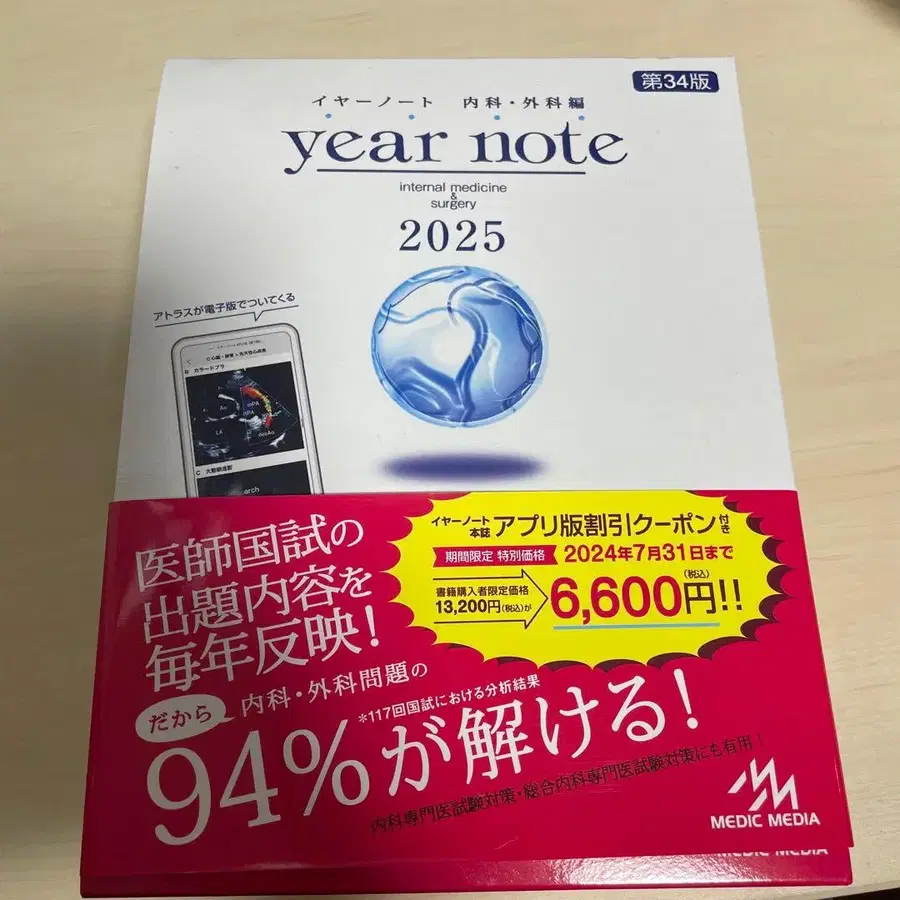 第34版
イヤーノート 内科・外科編
year note
internal medicine
&
surgery
2025
アトラスが電子版でついてくる
B カラードプラ
Ao
mPA
rPA
LA
desAo
C 大動脈造影
arch
医師国試の
出題内容を
毎年反映!
イヤーノート
本誌 アプリ版割引クーポン付き
期間限定 特別価格 2024年7月31日まで
書籍購入者限定価格
13,200円(税込)が
6,600円(税込)!!
だから
内科・外科問題の
*117回国試における分析結果
94%が解ける!
内科専門医試験対策・総合内科専門医試験対策にも有用!
MEDIC MEDIA
MEDIC MEDIA